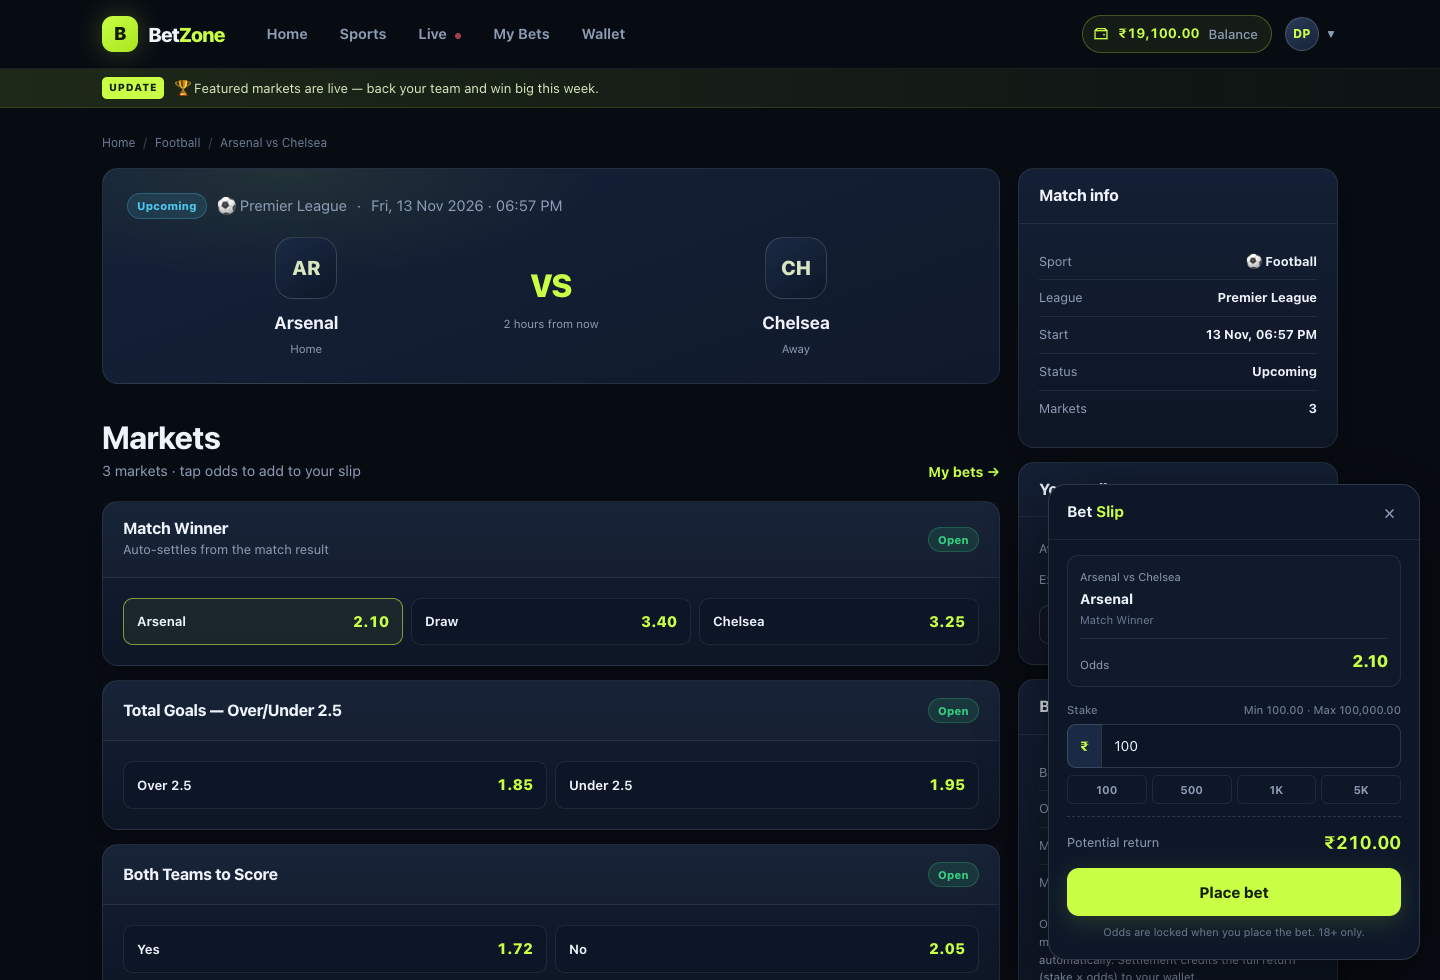 B BetZone Home Sports Live My Bets Wallet ₹19,100.00 Balance DP ▼
UPDATE 🏆 Featured markets are live — back your team and win big this week.
Home / Football / Arsenal vs Chelsea
Upcoming ⚽ Premier League · Fri, 13 Nov 2026 · 06:57 PM
AR
Arsenal
Home
VS
2 hours from now
CH
Chelsea
Away
Match info
Sport ⚽ Football
League Premier League
Start 13 Nov, 06:57 PM
Status Upcoming
Markets 3
Markets
3 markets · tap odds to add to your slip
My bets →
Match Winner
Auto-settles from the match result
Open
Arsenal 2.10
Draw 3.40
Chelsea 3.25
Total Goals — Over/Under 2.5
Open
Over 2.5 1.85
Under 2.5 1.95
Both Teams to Score
Open
Yes 1.72
No 2.05
Bet Slip ×
Arsenal vs Chelsea
Arsenal
Match Winner
Odds 2.10
Stake Min 100.00 · Max 100,000.00
₹ 100
100 500 1K 5K
Potential return ₹210.00
Place bet
Odds are locked when you place the bet. 18+ only.
(stake × odds) to your wallet.